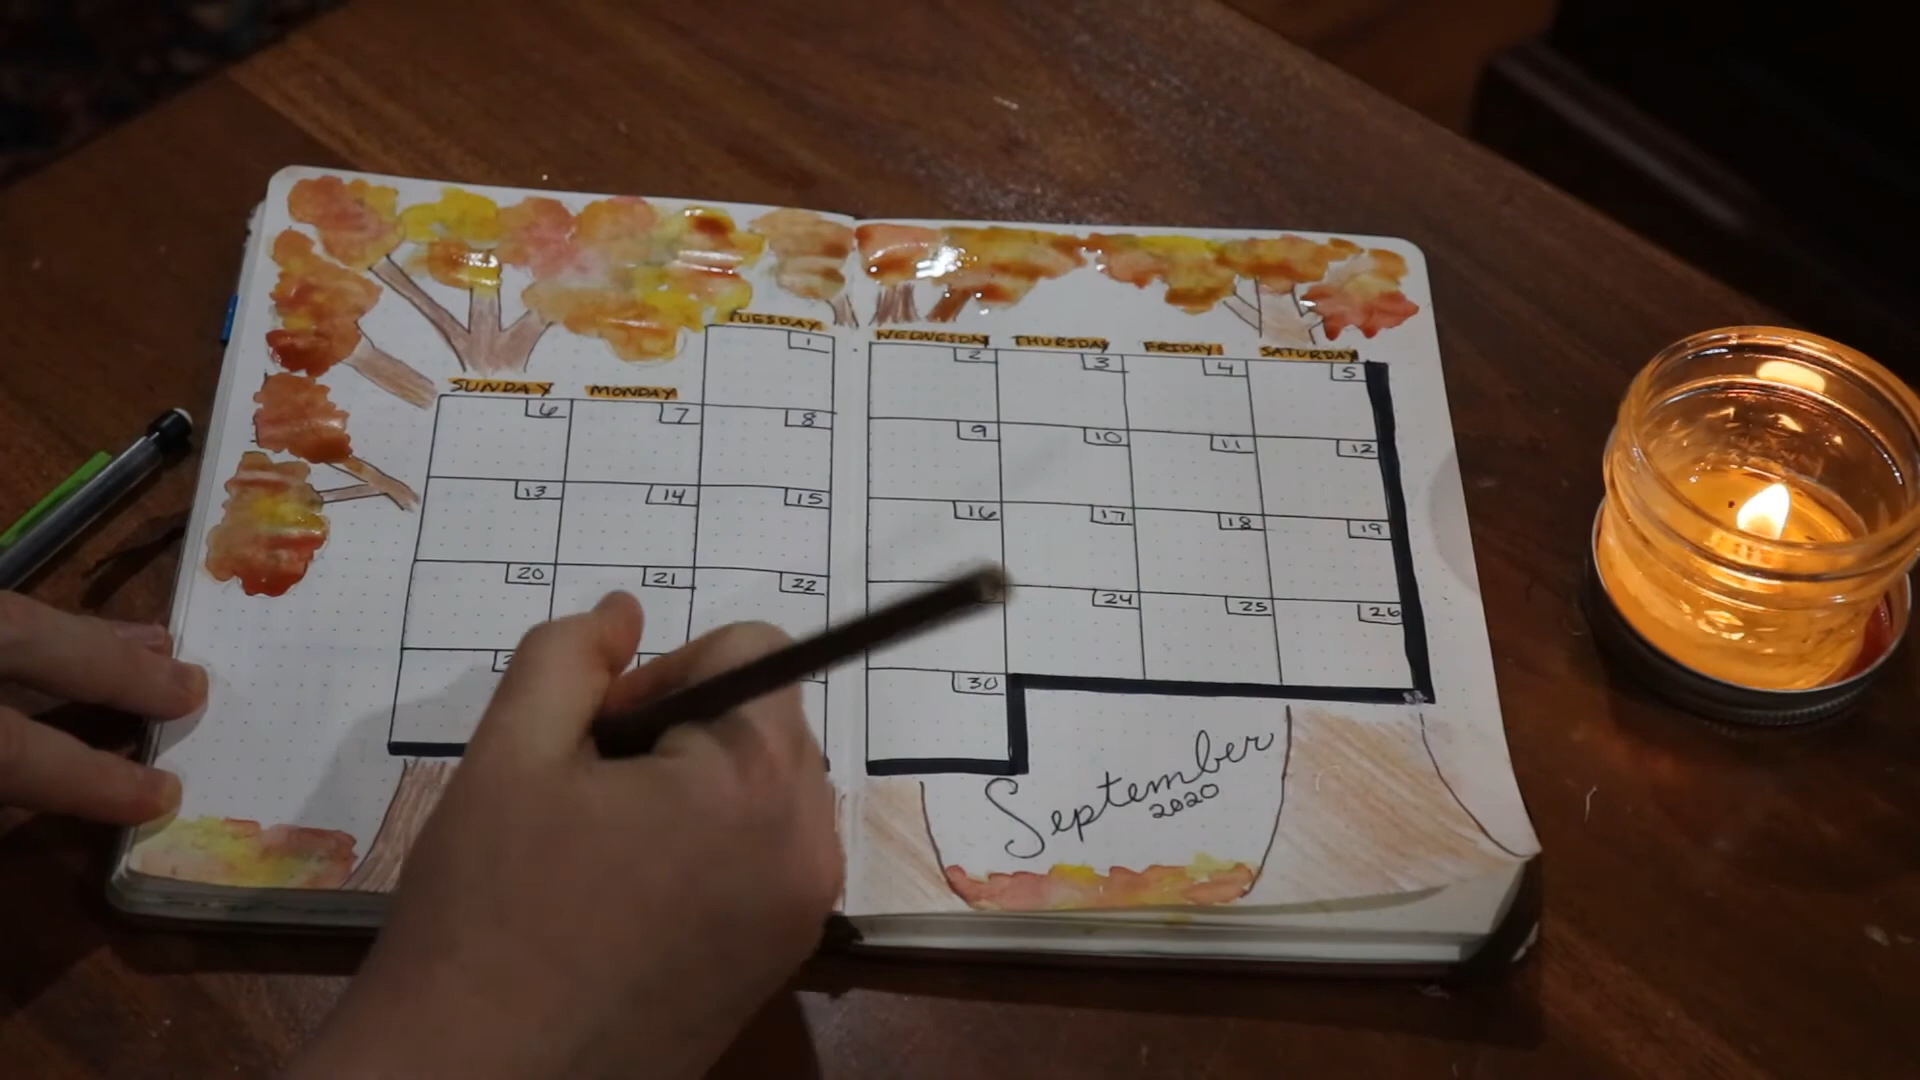 TUESDAY
WEDNESDAY THURSDAY FRIDAY SATURDAY
1 2 3 4 5
SUNDAY MONDAY
6 7 8 9 10 11 12
13 14 15 16 17 18 19
20 21 22 24 25 26
30
September
2020